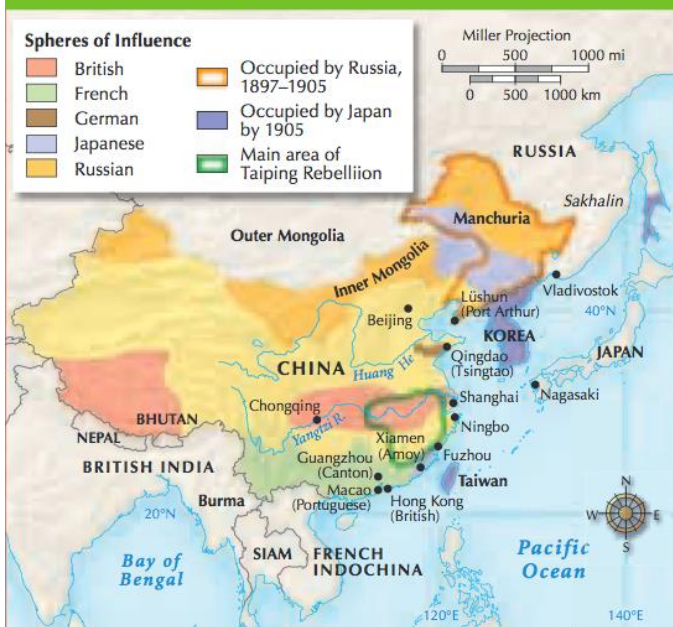 Spheres of Influence
British
French
German
Japanese
Russian
Occupied by Russia,
1897–1905
Occupied by Japan
by 1905
Main area of
Taiping Rebelliion
Miller Projection
0 500 1000 mi
0 500 1000 km
RUSSIA
Sakhalin
Manchuria
Outer Mongolia
Inner Mongolia
Vladivostok
Lüshun
(Port Arthur)
40°N
Beijing
KOREA
JAPAN
CHINA
Huang He
Qingdao
(Tsingtao)
Chongqing
Shanghai
Nagasaki
BHUTAN
Yangtzi R.
Ningbo
NEPAL
Xiamen
(Amoy)
Fuzhou
BRITISH INDIA
Guangzhou
(Canton)
Taiwan
Macao
(Portuguese)
Hong Kong
(British)
Burma
20°N
N
W E
S
SIAM
FRENCH
INDOCHINA
Bay of
Bengal
Pacific
Ocean
120°E
140°E